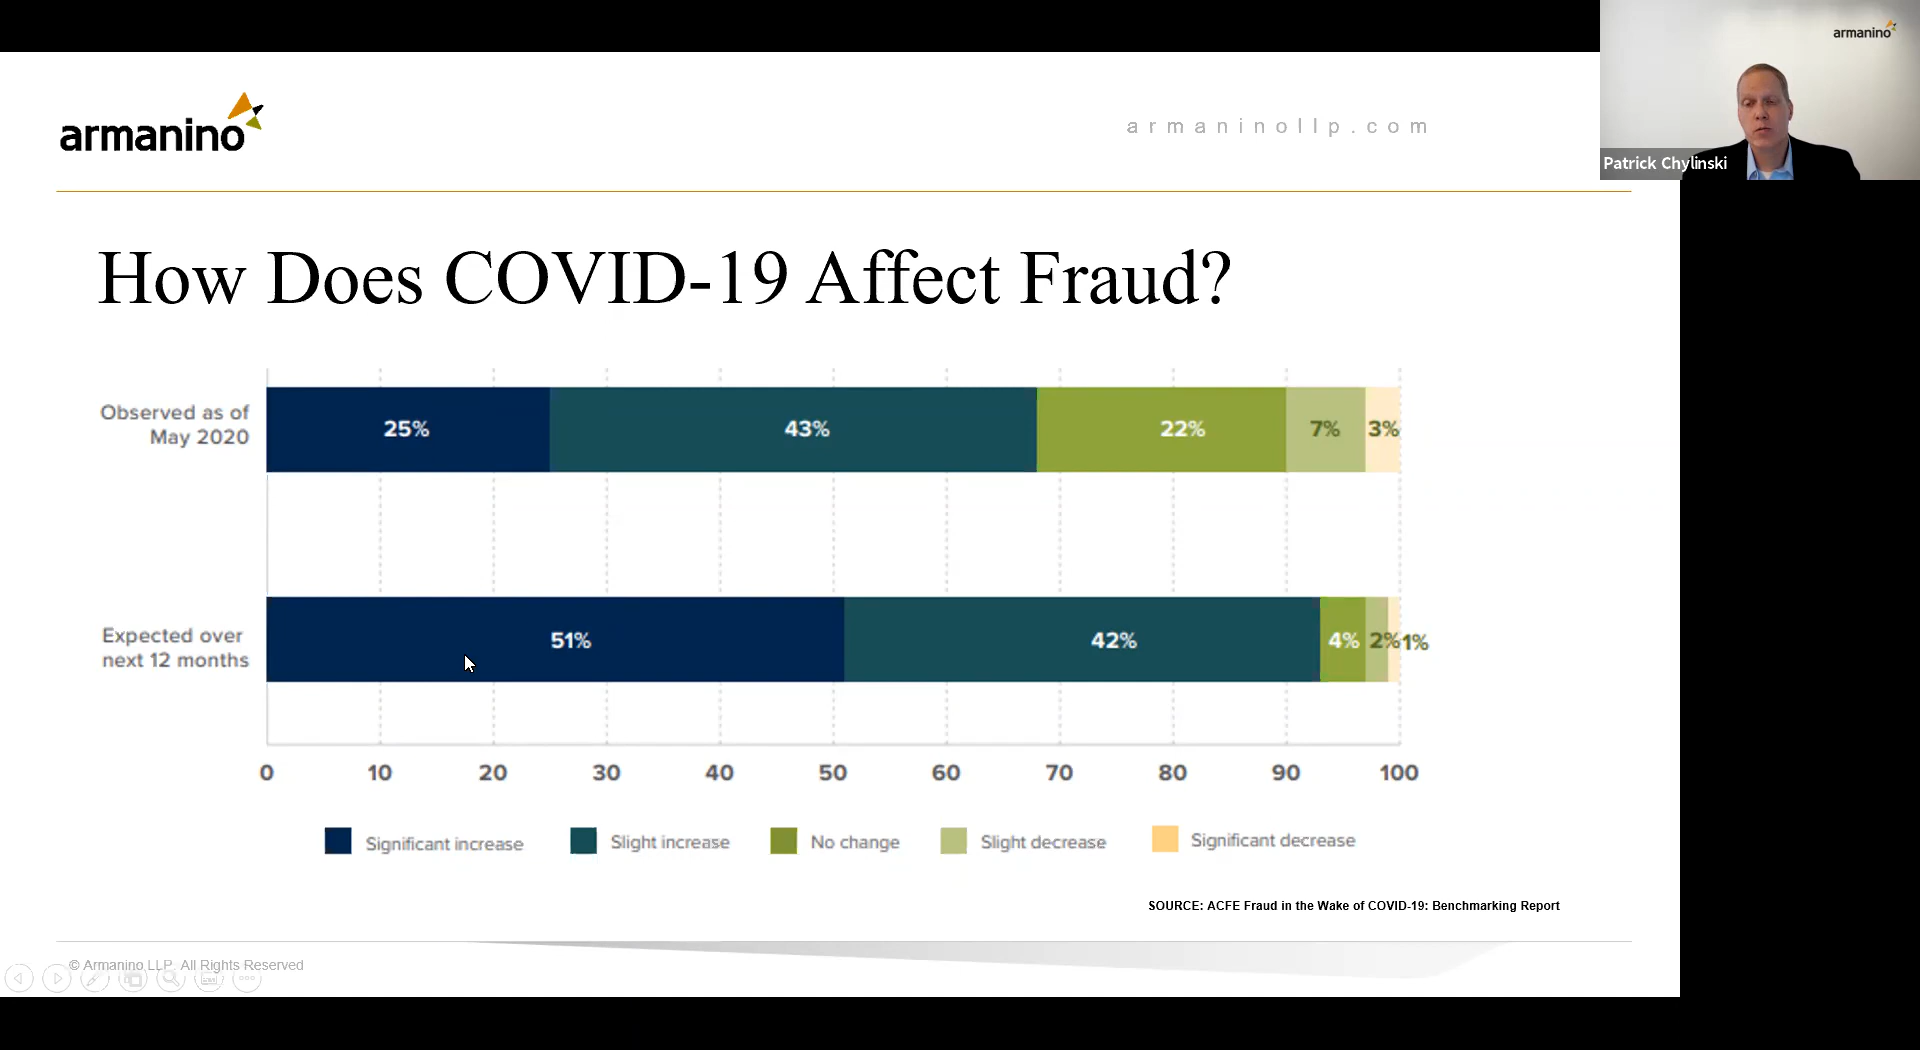 armanino
armaninollp.com
armanino
Patrick Chylinski
How Does COVID-19 Affect Fraud?
Observed as of
May 2020
25%
43%
22%
7%
3%
Expected over
next 12 months
51%
42%
4%
2%
1%
0 10 20 30 40 50 60 70 80 90 100
Significant increase
Slight increase
No change
Slight decrease
Significant decrease
SOURCE: ACFE Fraud in the Wake of COVID-19: Benchmarking Report
© Armanino LLP. All Rights Reserved